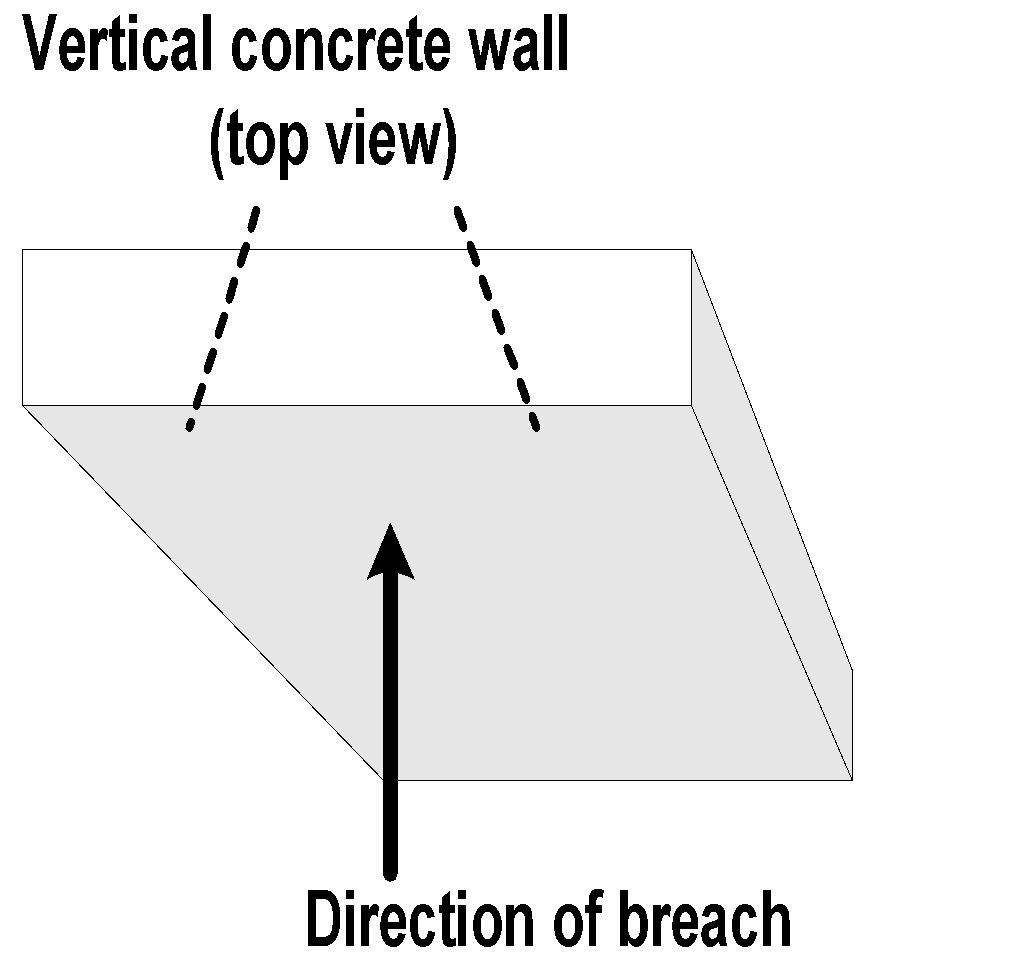 Vertical concrete wall
(top view)
Direction of breach